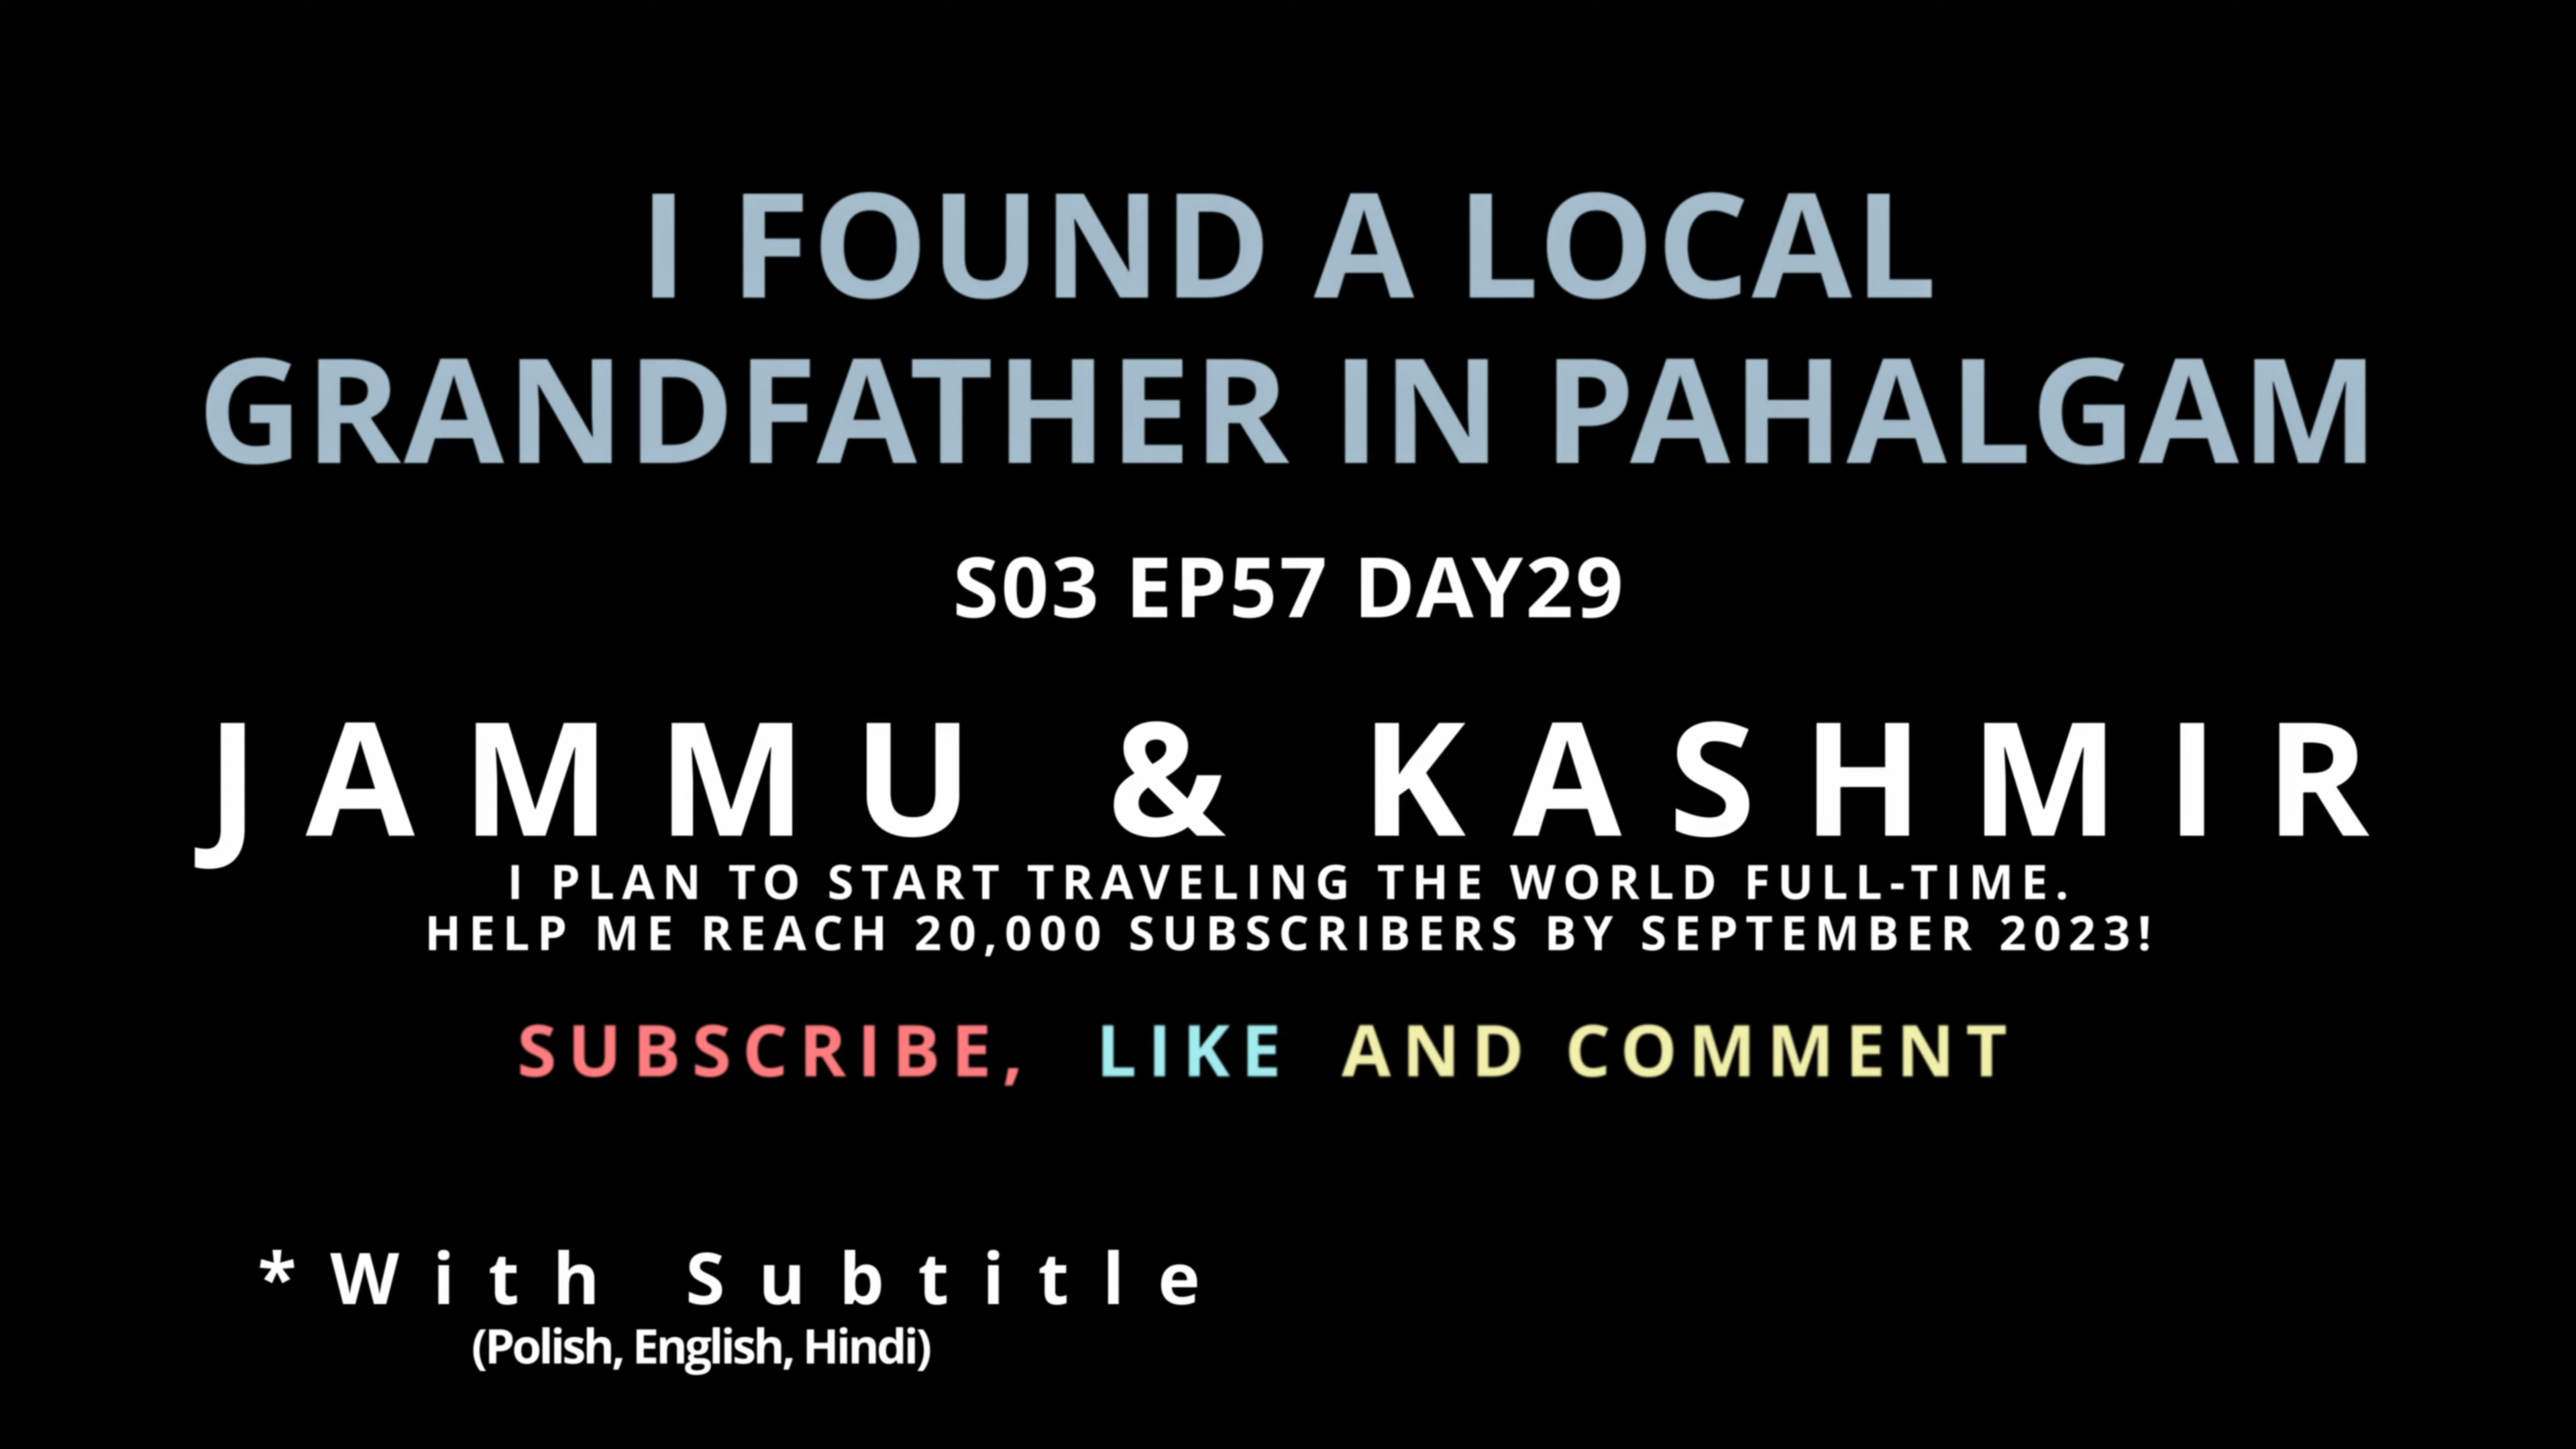 I FOUND A LOCAL
GRANDFATHER IN PAHALGAM
S03 EP57 DAY29
JAMMU & KASHMIR
I PLAN TO START TRAVELING THE WORLD FULL-TIME.
HELP ME REACH 20,000 SUBSCRIBERS BY SEPTEMBER 2023!
SUBSCRIBE, LIKE AND COMMENT
*With Subtitle
(Polish, English, Hindi)